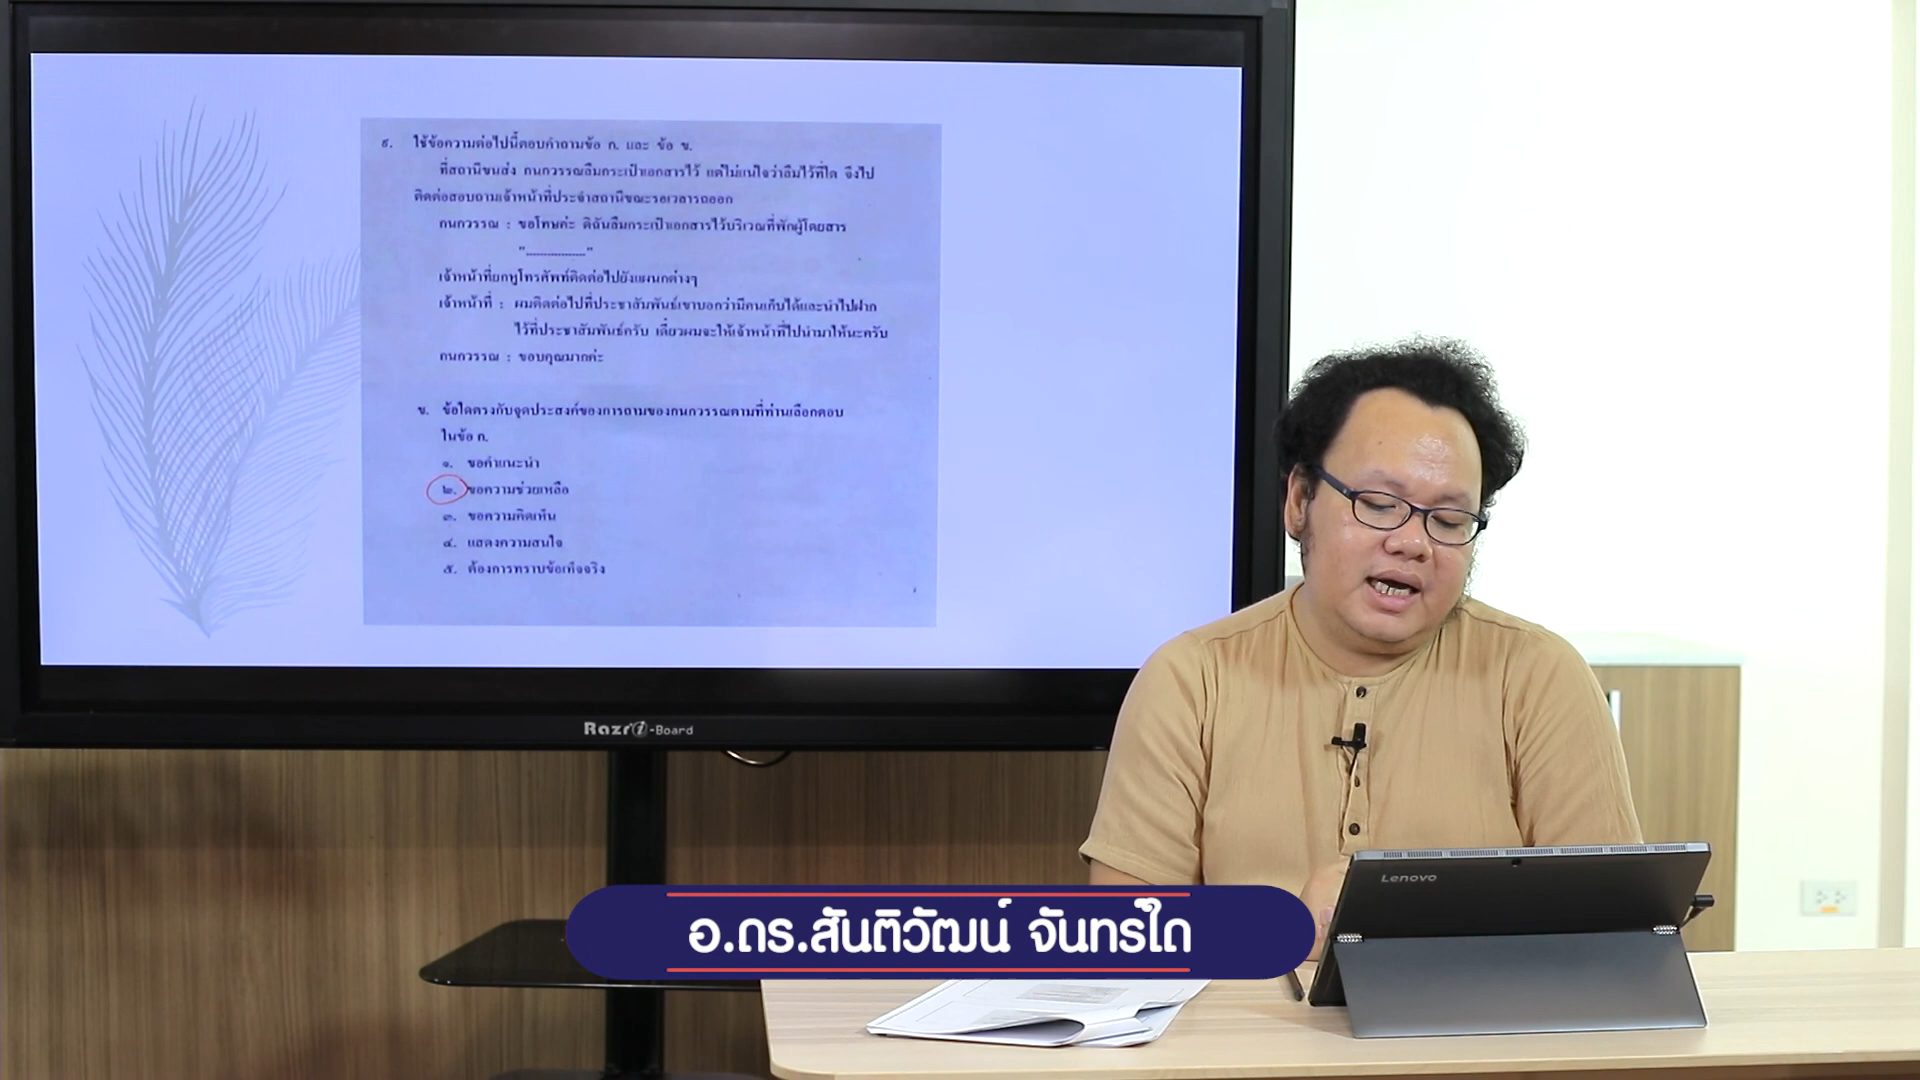 ๙. ใช้ข้อความต่อไปนี้ตอบคำถามข้อ ก. และ ข้อ ข.
ที่สถานีขนส่ง กนกวรรณลืมกระเป๋าเอกสารไว้ แต่ไม่แน่ใจว่าลืมไว้ที่ใด จึงไป
ติดต่อสอบถามเจ้าหน้าที่ประจำสถานีขณะรอเวลารถออก
กนกวรรณ : ขอโทษค่ะ ดิฉันลืมกระเป๋าเอกสารไว้บริเวณที่พักผู้โดยสาร
"................"
เจ้าหน้าที่ยกหูโทรศัพท์ติดต่อไปยังแผนกต่างๆ
เจ้าหน้าที่ : ผมติดต่อไปที่ประชาสัมพันธ์เขาบอกว่ามีคนเก็บได้และนำไปฝาก
ไว้ที่ประชาสัมพันธ์ครับ เดี๋ยวผมจะให้เจ้าหน้าที่ไปนำมาให้นะครับ
กนกวรรณ : ขอบคุณมากค่ะ
ข. ข้อใดตรงกับจุดประสงค์ของการถามของกนกวรรณตามที่ท่านเลือกตอบ
ในข้อ ก.
๑. ขอคำแนะนำ
๒. ขอความช่วยเหลือ
๓. ขอความคิดเห็น
๔. แสดงความสนใจ
๕. ต้องการทราบข้อเท็จจริง
Razr i-Board
Lenovo
อ.ดร.สันติวัฒน์ จันทร์ใด